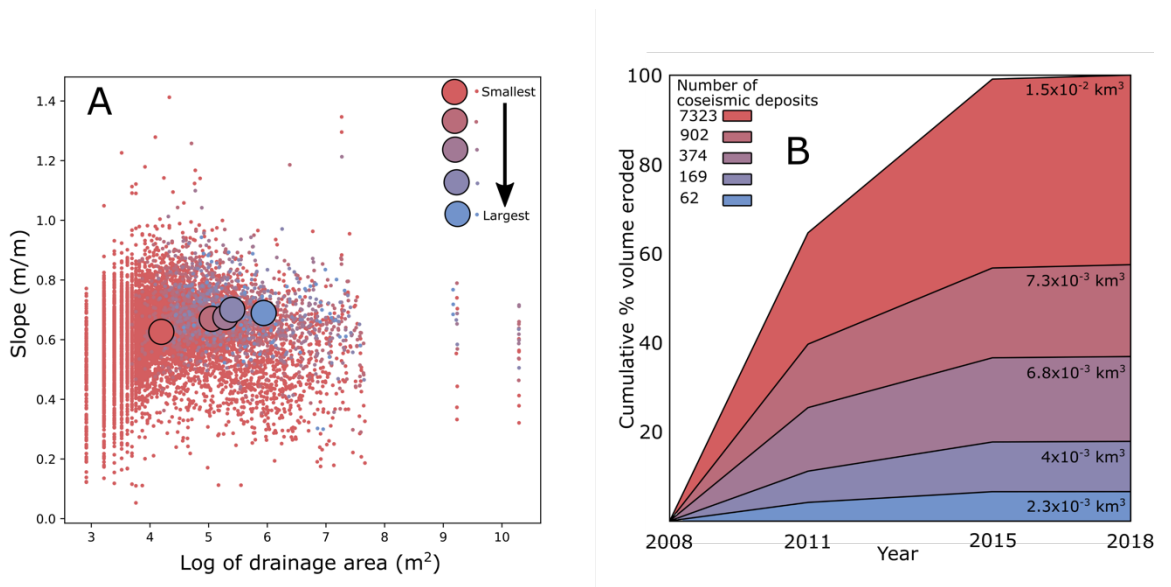 A
Smallest
Largest
1.4
1.2
1.0
0.8
0.6
0.4
0.2
0.0
Slope (m/m)
3 4 5 6 7 8 9 10
Log of drainage area (m²)
B
Number of
coseismic deposits
7323
902
374
169
62
100
80
60
40
20
Cumulative % volume eroded
1.5x10⁻² km³
7.3x10⁻³ km³
6.8x10⁻³ km³
4x10⁻³ km³
2.3x10⁻³ km³
2008 2011 2015 2018
Year